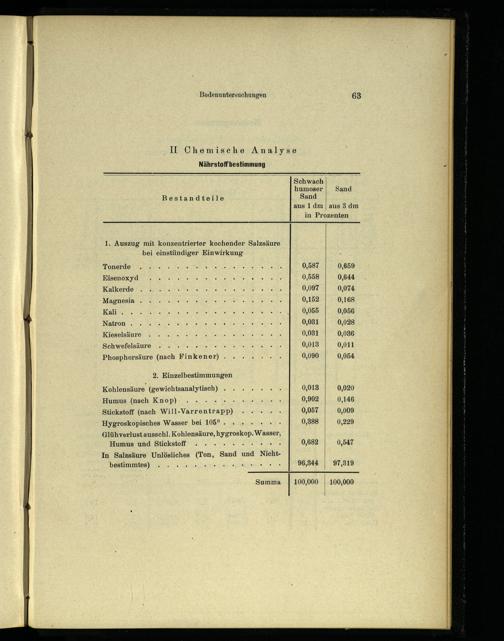 Bodenuntersuchungen 63
II Chemische Analyse
Nährstoffbestimmung
Bestandteile
Schwach
humoser
Sand
aus 1 dm
Sand
aus 3 dm
in Prozenten
1. Auszug mit konzentrierter kochender Salzsäure
bei einstündiger Einwirkung
Tonerde . . . . . . . . . . . . . . . . 0,587 0,659
Eisenoxyd . . . . . . . . . . . . . . . 0,558 0,644
Kalkerde . . . . . . . . . . . . . . . . 0,097 0,074
Magnesia . . . . . . . . . . . . . . . . 0,152 0,168
Kali . . . . . . . . . . . . . . . . . . 0,055 0,056
Natron . . . . . . . . . . . . . . . . . 0,031 0,028
Kieselsäure . . . . . . . . . . . . . . . 0,031 0,036
Schwefelsäure . . . . . . . . . . . . . . 0,013 0,011
Phosphorsäure (nach Finkener) . . . . . . . 0,090 0,054
2. Einzelbestimmungen
Kohlensäure (gewichtsanalytisch) . . . . . . . 0,013 0,020
Humus (nach Knop) . . . . . . . . . . . . 0,902 0,146
Stickstoff (nach Will-Varrentrapp) . . . . . 0,057 0,009
Hygroskopisches Wasser bei 105° . . . . . . . 0,388 0,229
Glühverlust ausschl. Kohlensäure, hygroskop. Wasser,
Humus und Stickstoff . . . . . . . . . . 0,682 0,547
In Salzsäure Unlösliches (Ton, Sand und Nicht-
bestimmtes) . . . . . . . . . . . . . . 96,344 97,319
Summa 100,000 100,000